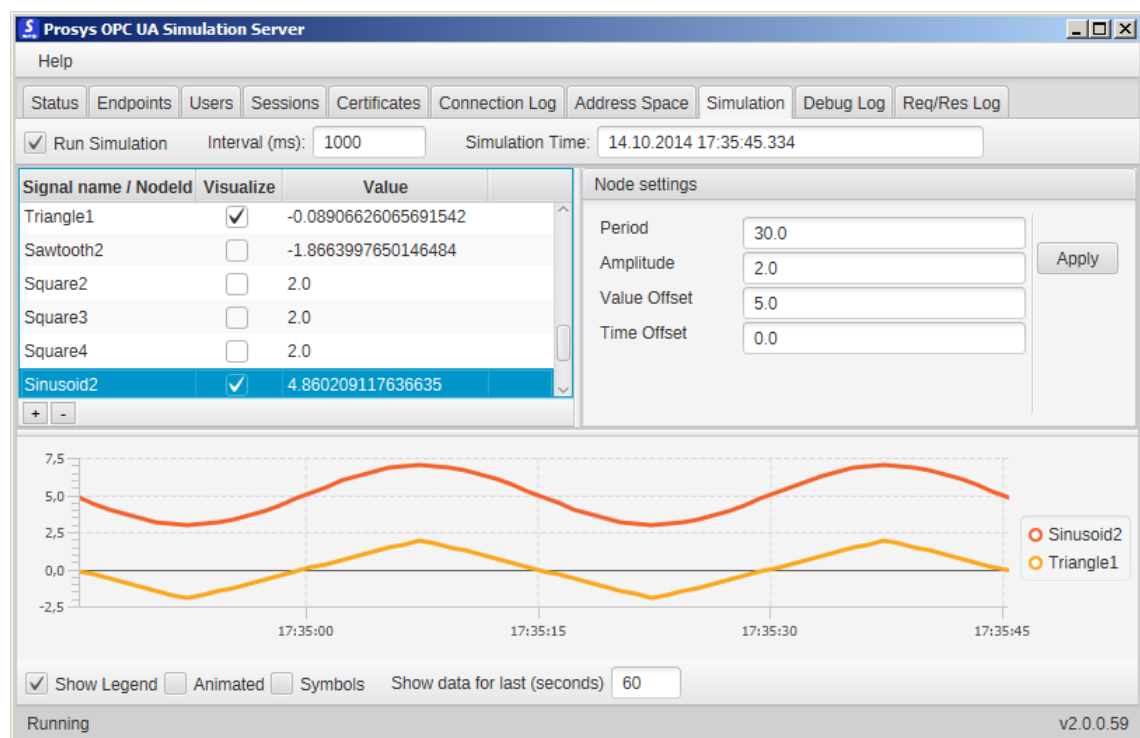 Prosys OPC UA Simulation Server
Help
Status Endpoints Users Sessions Certificates Connection Log Address Space Simulation Debug Log Req/Res Log
Run Simulation Interval (ms): 1000 Simulation Time: 14.10.2014 17:35:45.334
Signal name / NodeId Visualize Value
Triangle1 -0.08906626065691542
Sawtooth2 -1.8663997650146484
Square2 2.0
Square3 2.0
Square4 2.0
Sinusoid2 4.860209117636635
+ -
Node settings
Period 30.0
Amplitude 2.0
Value Offset 5.0
Time Offset 0.0
Apply
7,5
5,0
2,5
0,0
-2,5
17:35:00 17:35:15 17:35:30 17:35:45
Sinusoid2
Triangle1
Show Legend Animated Symbols Show data for last (seconds) 60
Running v2.0.0.59